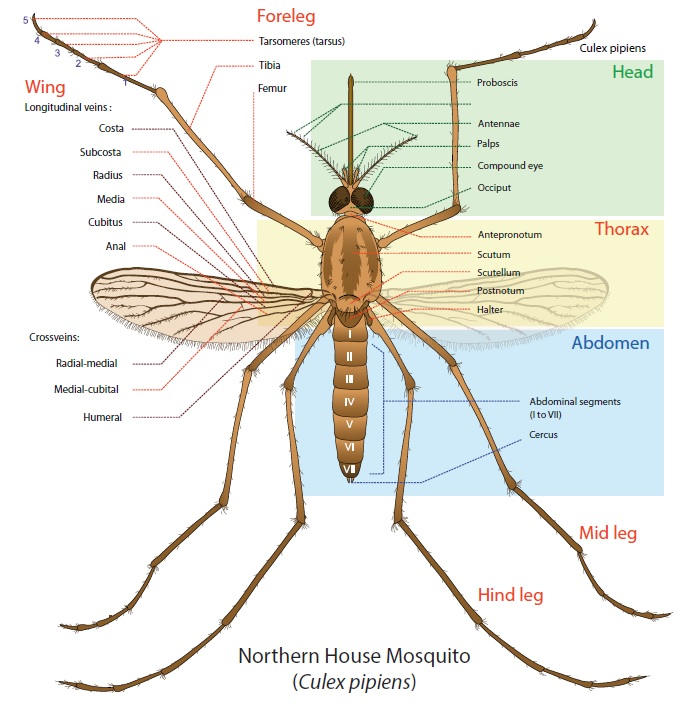 Foreleg
5
4
3
2
1
Tarsomeres (tarsus)
Tibia
Femur
Culex pipiens
Wing
Longitudinal veins :
Costa
Subcosta
Radius
Media
Cubitus
Anal
Crossveins:
Radial-medial
Medial-cubital
Humeral
Head
Proboscis
Antennae
Palps
Compound eye
Occiput
Thorax
Antepronotum
Scutum
Scutellum
Postnotum
Halter
Abdomen
I
II
III
IV
V
VI
VII
Abdominal segments
(I to VII)
Cercus
Mid leg
Hind leg
Northern House Mosquito
(Culex pipiens)